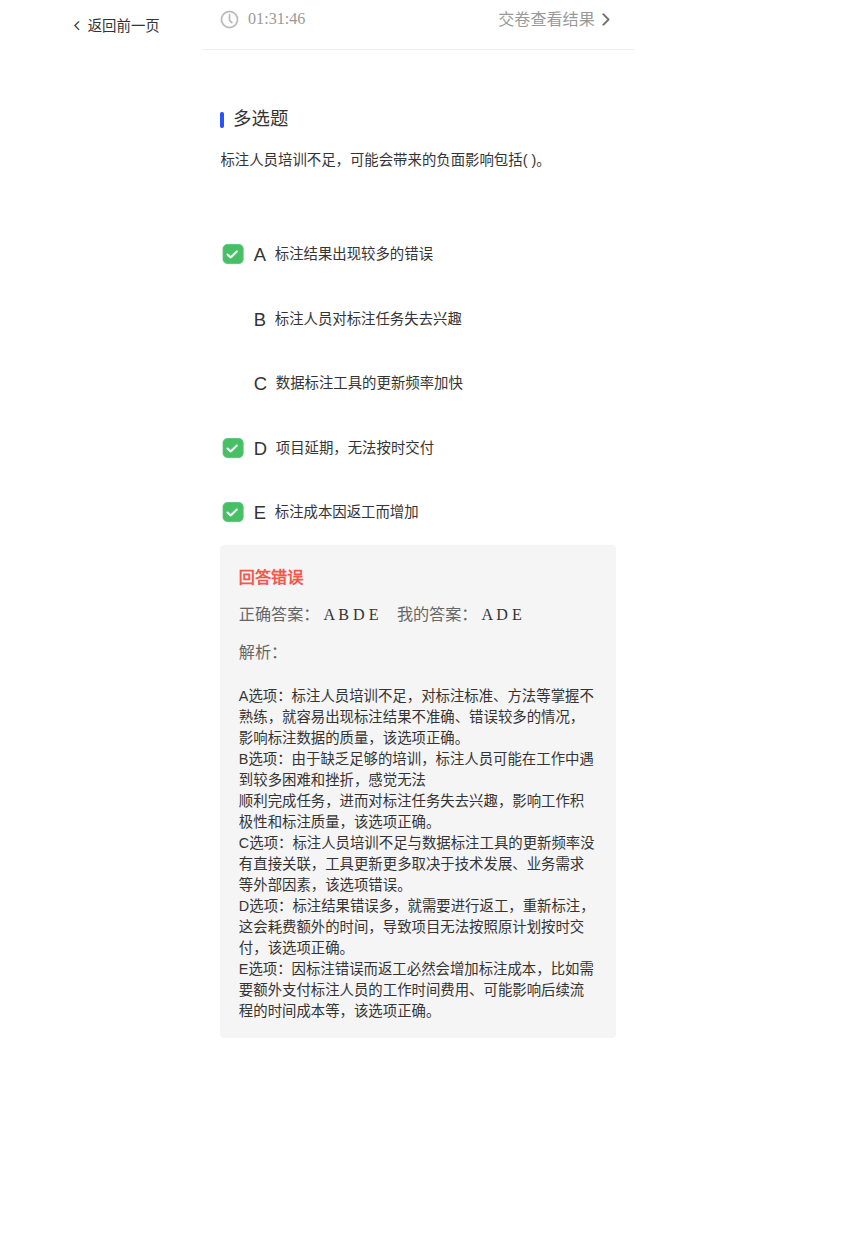 返回前一页
01:31:46
交卷查看结果
多选题
标注人员培训不足，可能会带来的负面影响包括( )。
A 标注结果出现较多的错误
B 标注人员对标注任务失去兴趣
C 数据标注工具的更新频率加快
D 项目延期，无法按时交付
E 标注成本因返工而增加
回答错误
正确答案： A B D E 我的答案： A D E
解析：
A选项：标注人员培训不足，对标注标准、方法等掌握不
熟练，就容易出现标注结果不准确、错误较多的情况，
影响标注数据的质量，该选项正确。
B选项：由于缺乏足够的培训，标注人员可能在工作中遇
到较多困难和挫折，感觉无法
顺利完成任务，进而对标注任务失去兴趣，影响工作积
极性和标注质量，该选项正确。
C选项：标注人员培训不足与数据标注工具的更新频率没
有直接关联，工具更新更多取决于技术发展、业务需求
等外部因素，该选项错误。
D选项：标注结果错误多，就需要进行返工，重新标注，
这会耗费额外的时间，导致项目无法按照原计划按时交
付，该选项正确。
E选项：因标注错误而返工必然会增加标注成本，比如需
要额外支付标注人员的工作时间费用、可能影响后续流
程的时间成本等，该选项正确。